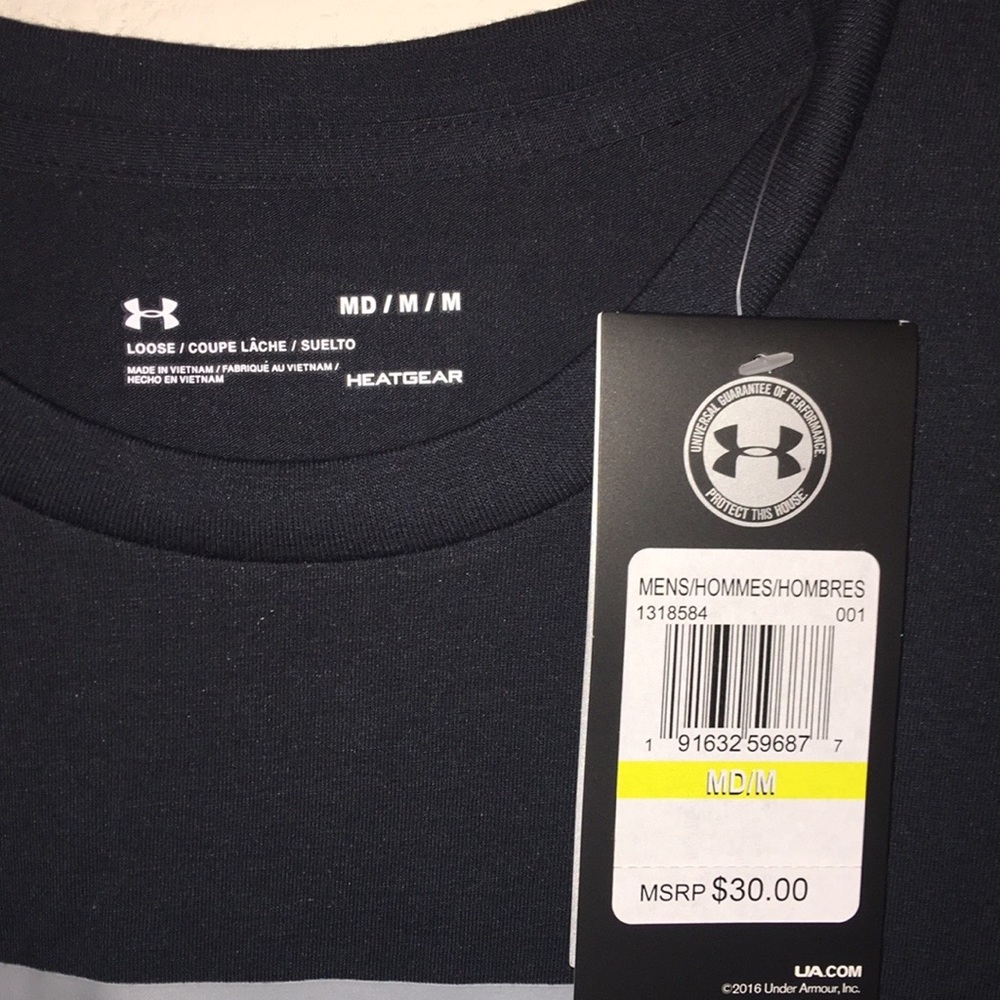 MD / M / M
LOOSE / COUPE LÂCHE / SUELTO
MADE IN VIETNAM / FABRIQUÉ AU VIETNAM /
HECHO EN VIETNAM
HEATGEAR
UNIVERSAL GUARANTEE OF PERFORMANCE.
PROTECT THIS HOUSE
MENS/HOMMES/HOMBRES
1318584 001
1 91632 59687 7
MD/M
MSRP $30.00
UA.COM
©2016 Under Armour, Inc.